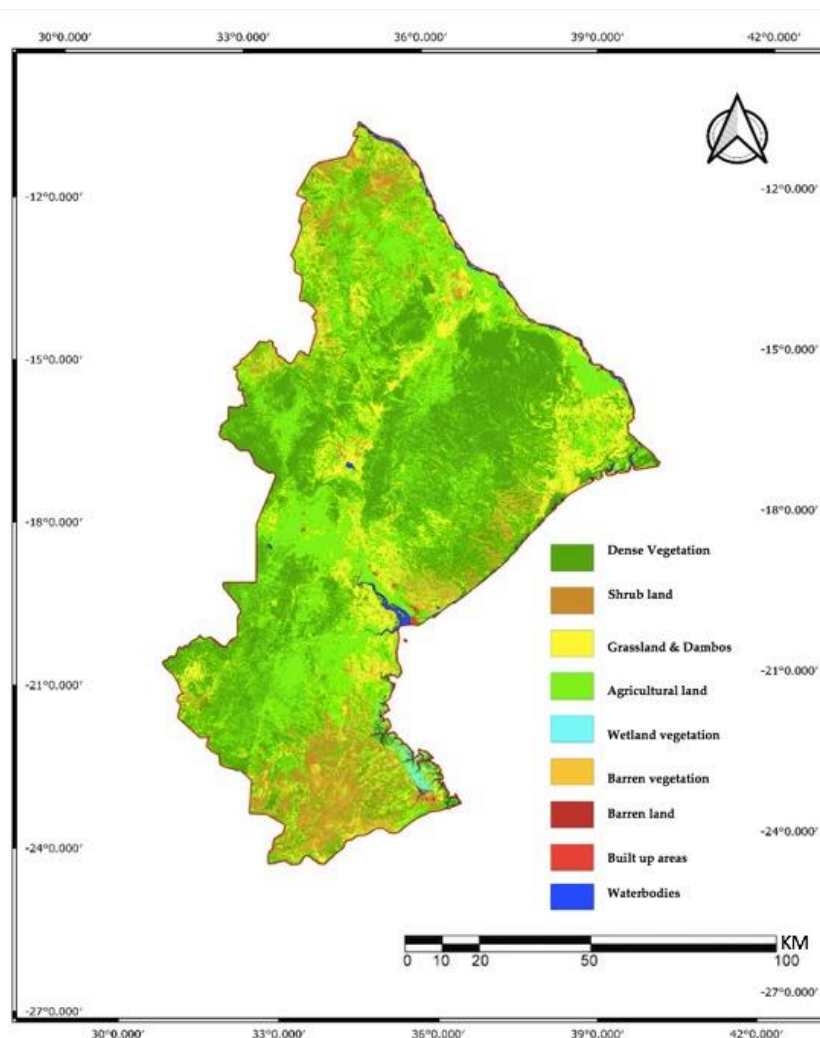 30°0.000′ 33°0.000′ 36°0.000′ 39°0.000′ 42°0.000′
-12°0.000′ -12°0.000′
-15°0.000′ -15°0.000′
-18°0.000′ -18°0.000′
Dense Vegetation
Shrub land
Grassland & Dambos
-21°0.000′ -21°0.000′
Agricultural land
Wetland vegetation
Barren vegetation
Barren land
-24°0.000′ -24°0.000′
Built up areas
Waterbodies
KM
0 10 20 50 100
-27°0.000′ -27°0.000′
30°0.000′ 33°0.000′ 36°0.000′ 39°0.000′ 42°0.000′